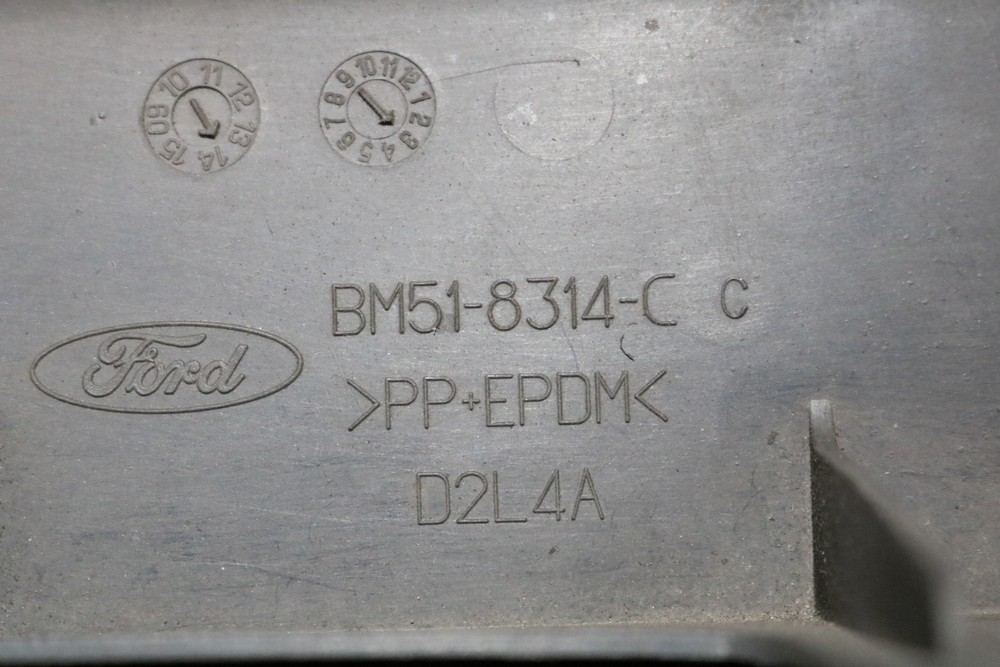 09 10 11 12 13 14 15
1 2 3 4 5 6 7 8 9 10 11 12
BM51-8314-C C
Ford
>PP+EPDM<
D2L4A